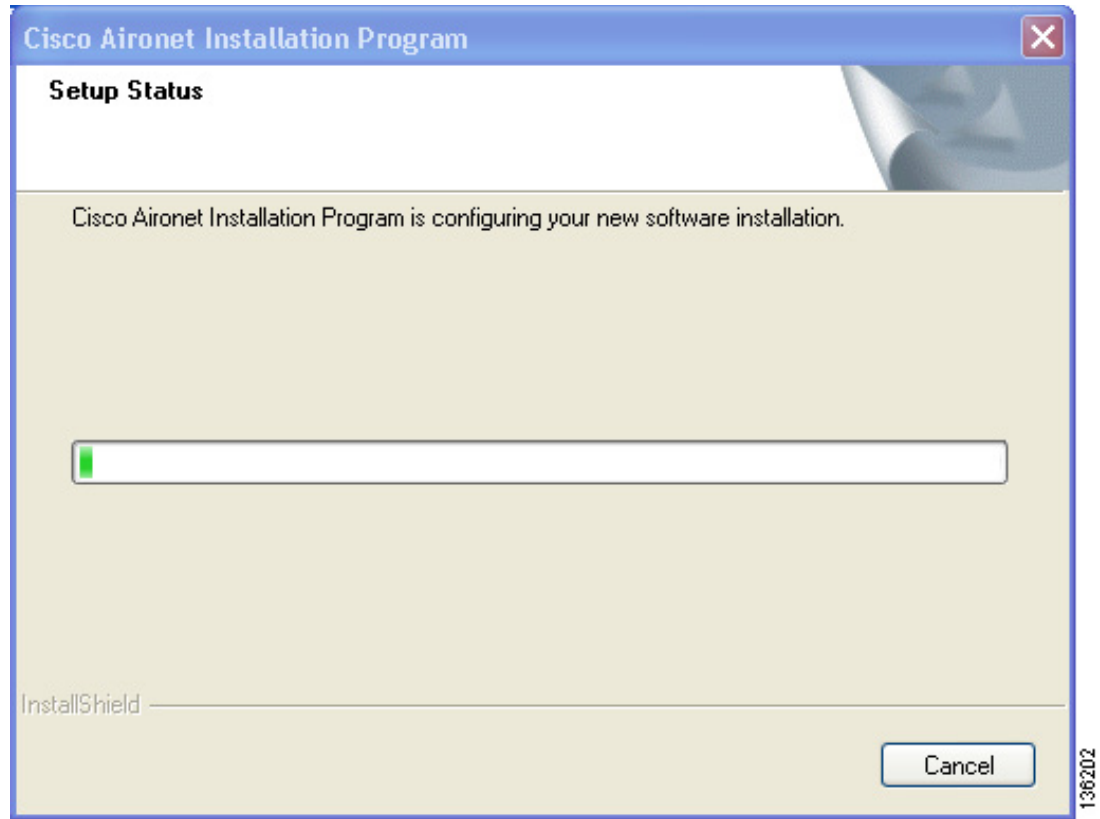 Cisco Aironet Installation Program
Setup Status
Cisco Aironet Installation Program is configuring your new software installation.
InstallShield
Cancel
136202